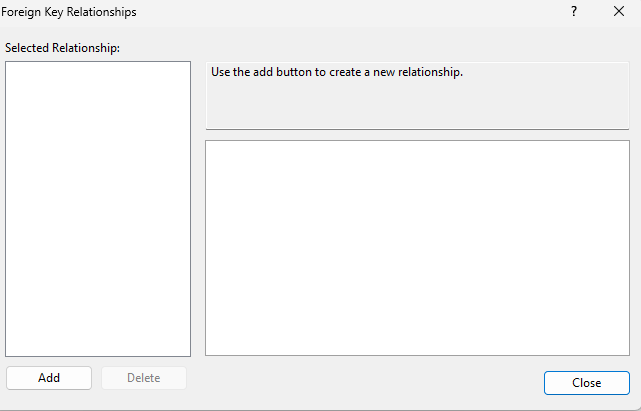 Foreign Key Relationships
?
Selected Relationship:
Use the add button to create a new relationship.
Add
Delete
Close